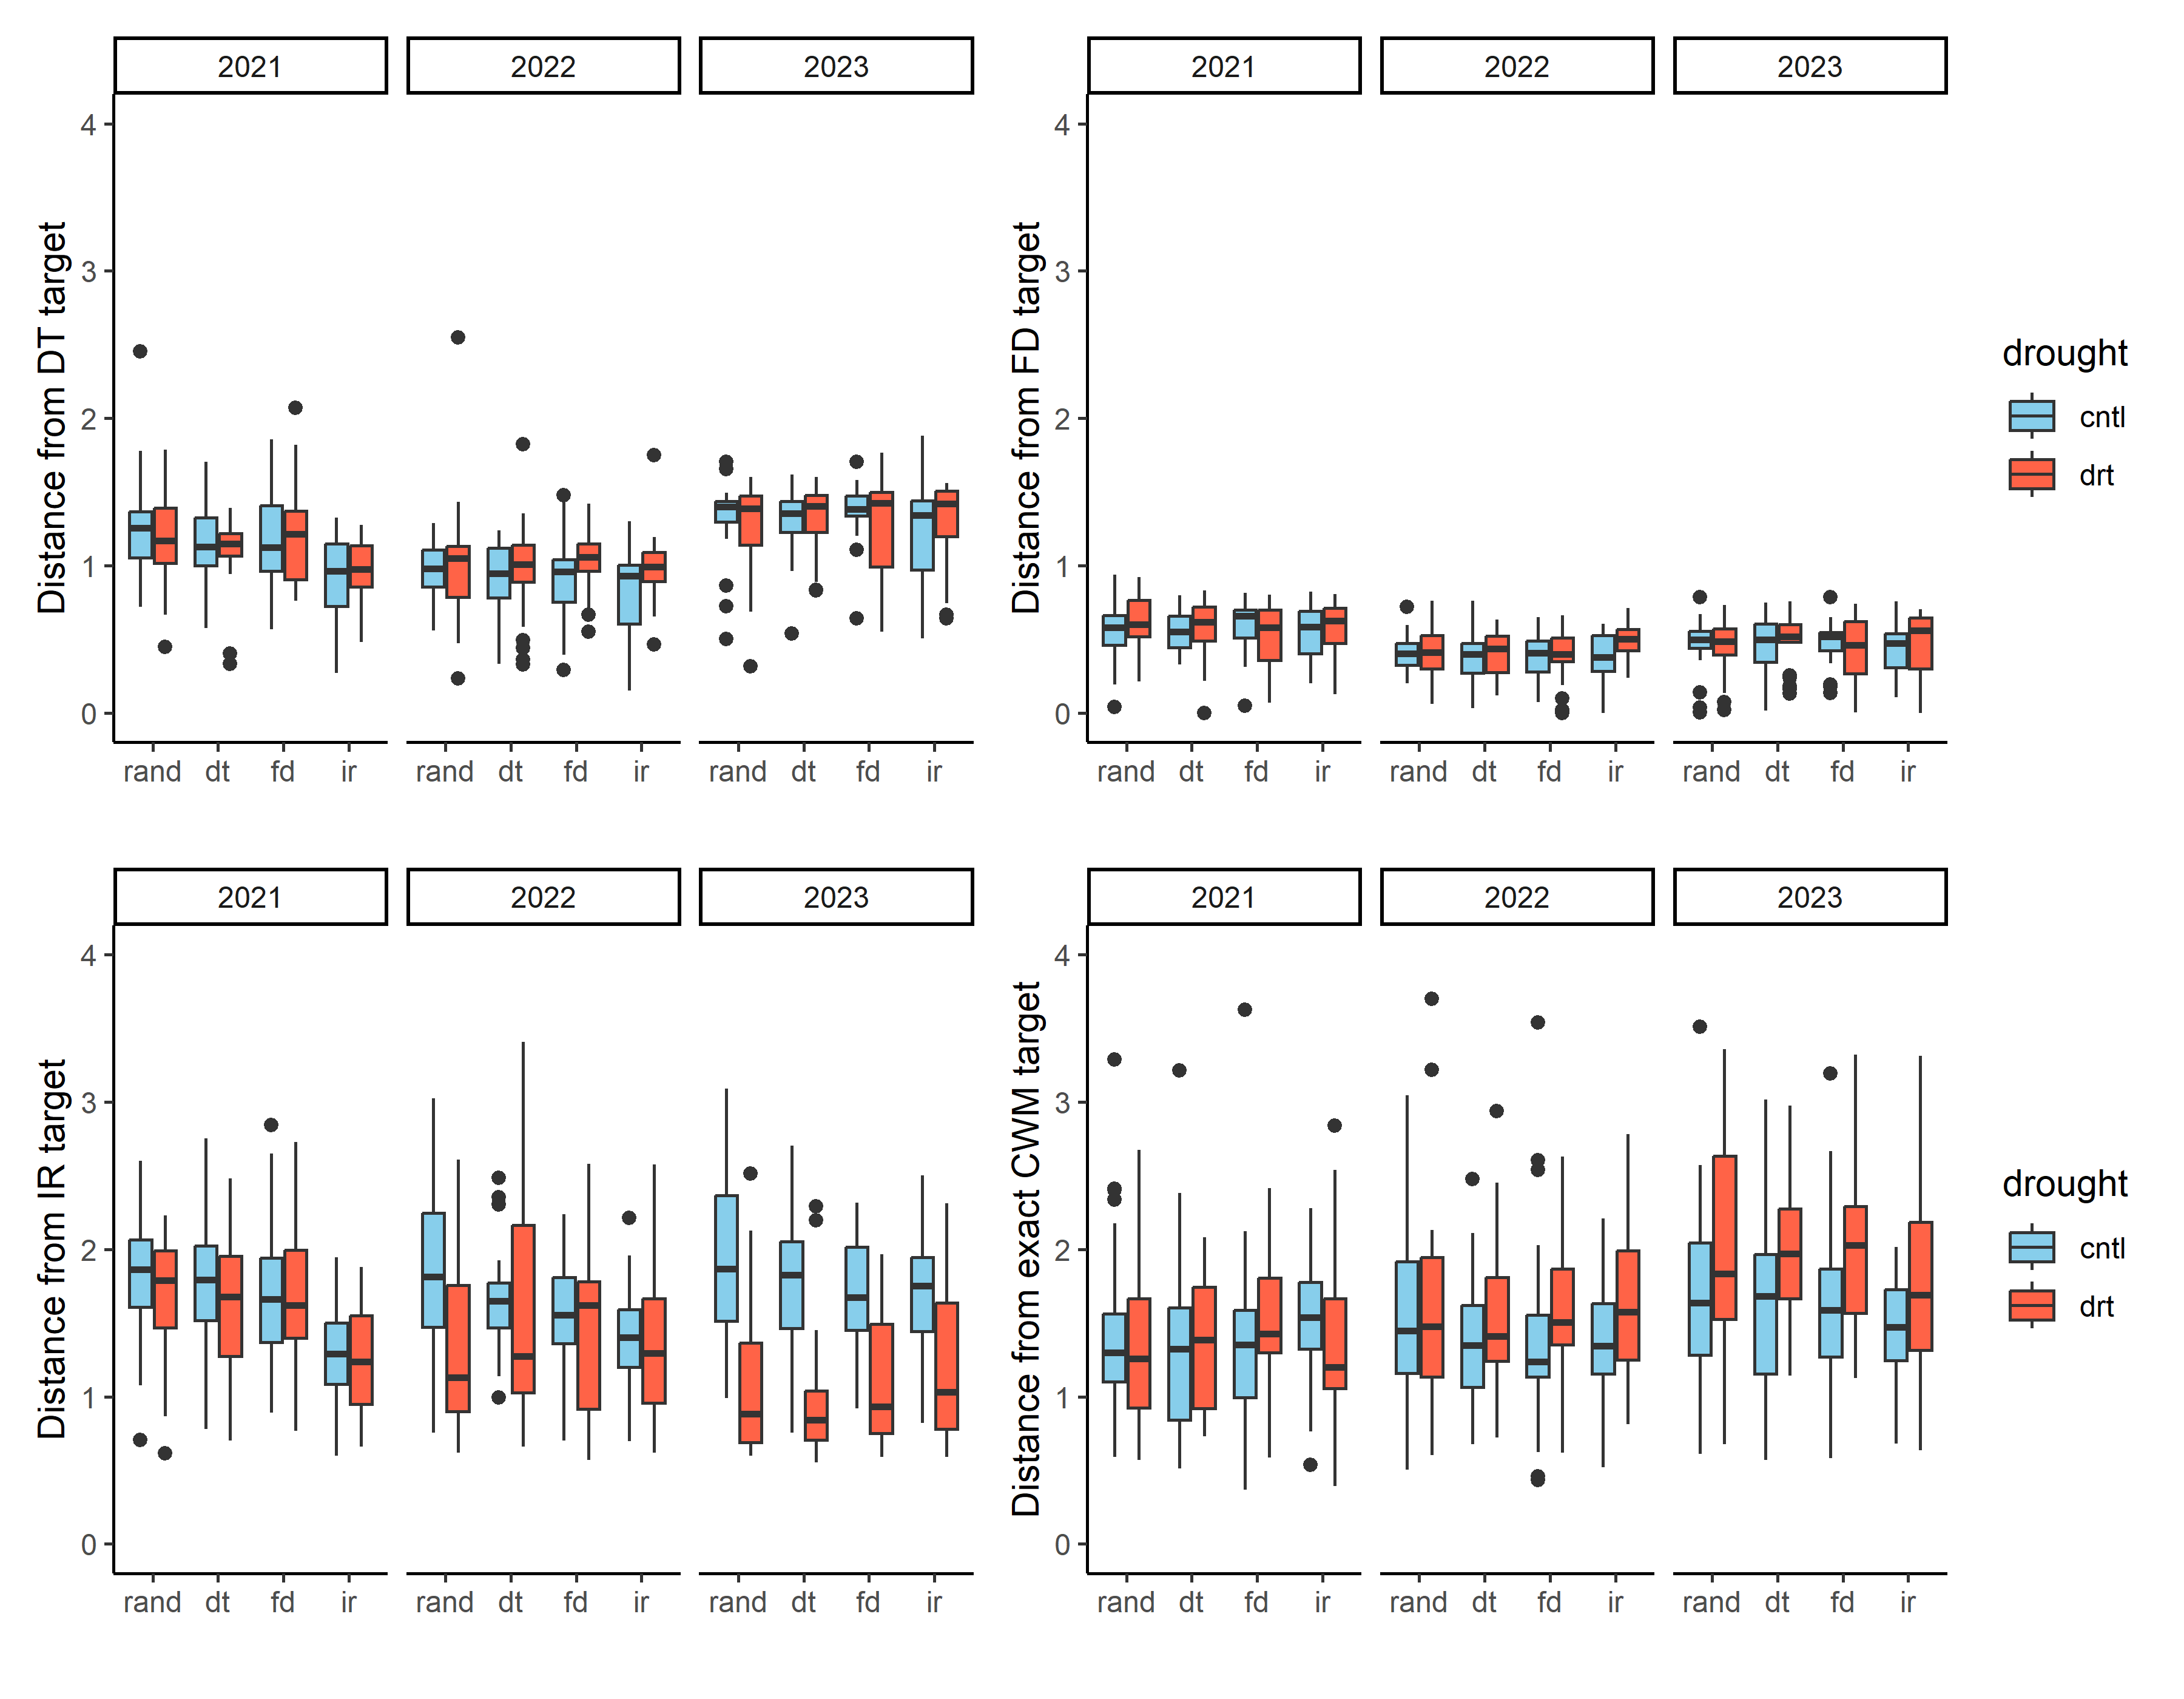 2021 2022 2023
Distance from DT target
4
3
2
1
0
rand dt fd ir rand dt fd ir rand dt fd ir
2021 2022 2023
Distance from FD target
4
3
2
1
0
rand dt fd ir rand dt fd ir rand dt fd ir
drought
cntl
drt
2021 2022 2023
Distance from IR target
4
3
2
1
0
rand dt fd ir rand dt fd ir rand dt fd ir
2021 2022 2023
Distance from exact CWM target
4
3
2
1
0
rand dt fd ir rand dt fd ir rand dt fd ir
drought
cntl
drt